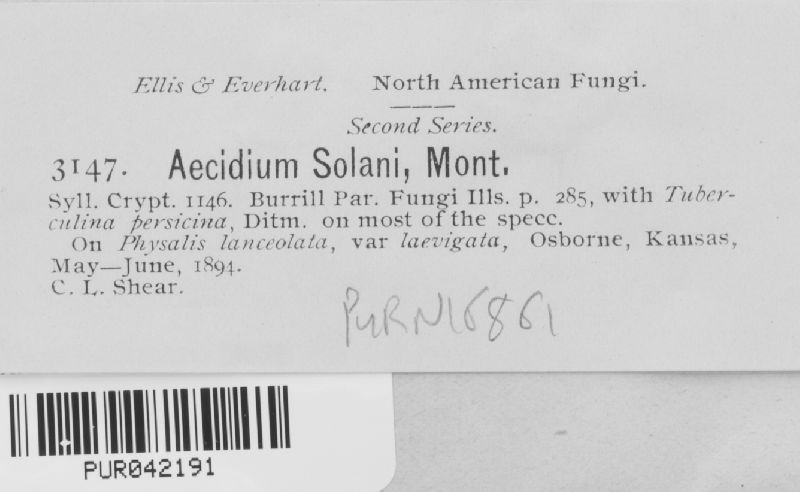 Ellis & Everhart. North American Fungi.
Second Series.
3147. Aecidium Solani, Mont.
Syll. Crypt. 1146. Burrill Par. Fungi Ills. p. 285, with Tuber-
culina persicina, Ditm. on most of the specc.
On Physalis lanceolata, var laevigata, Osborne, Kansas,
May—June, 1894.
C. L. Shear.
PURN16861
PUR042191